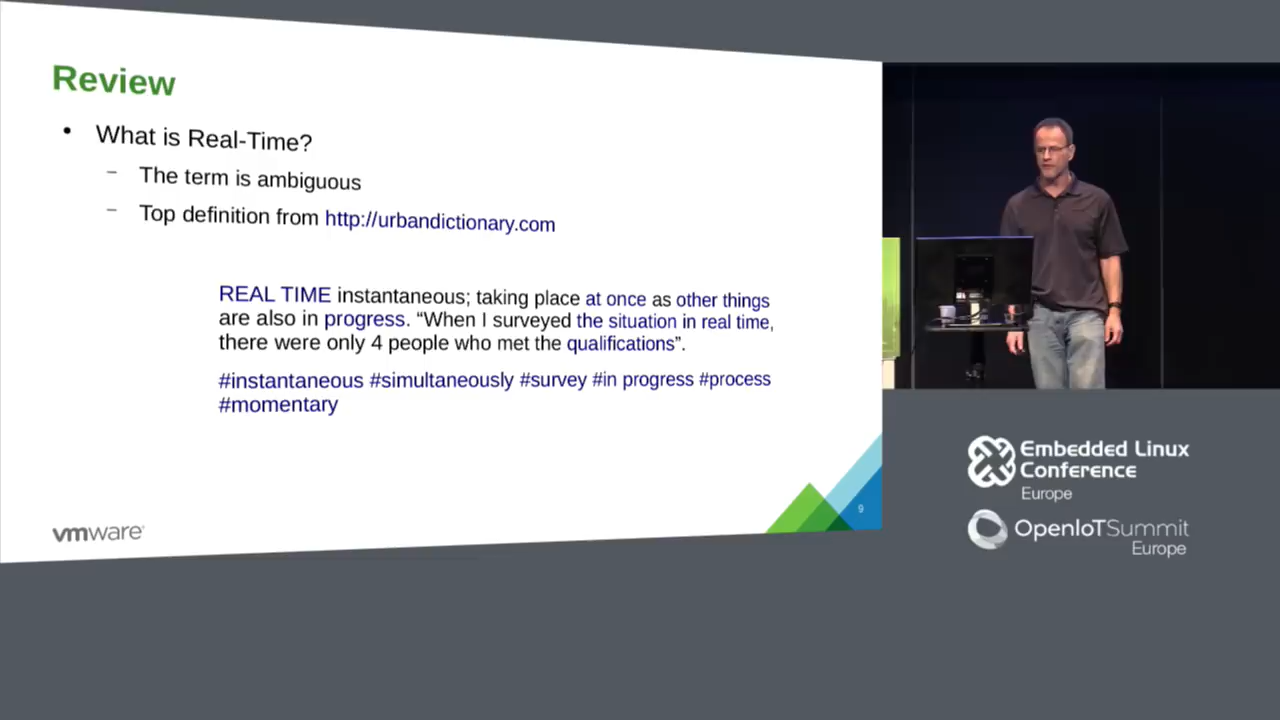 Review
• What is Real-Time?
– The term is ambiguous
– Top definition from http://urbandictionary.com
REAL TIME instantaneous; taking place at once as other things
are also in progress. “When I surveyed the situation in real time,
there were only 4 people who met the qualifications”.
#instantaneous #simultaneously #survey #in progress #process
#momentary
vmware®
9
Embedded Linux
Conference
Europe
OpenIoTSummit
Europe